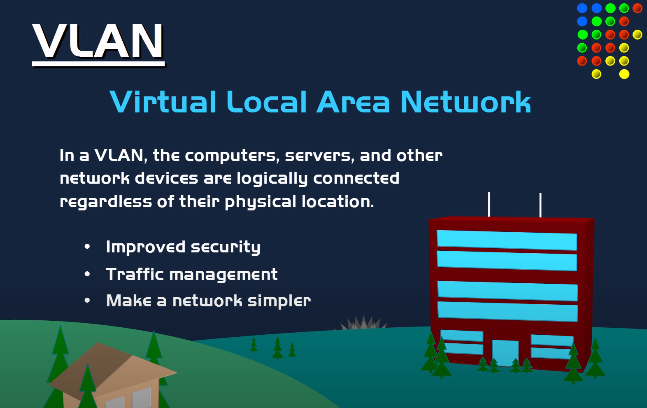 VLAN
Virtual Local Area Network
In a VLAN, the computers, servers, and other
network devices are logically connected
regardless of their physical location.
• Improved security
• Traffic management
• Make a network simpler